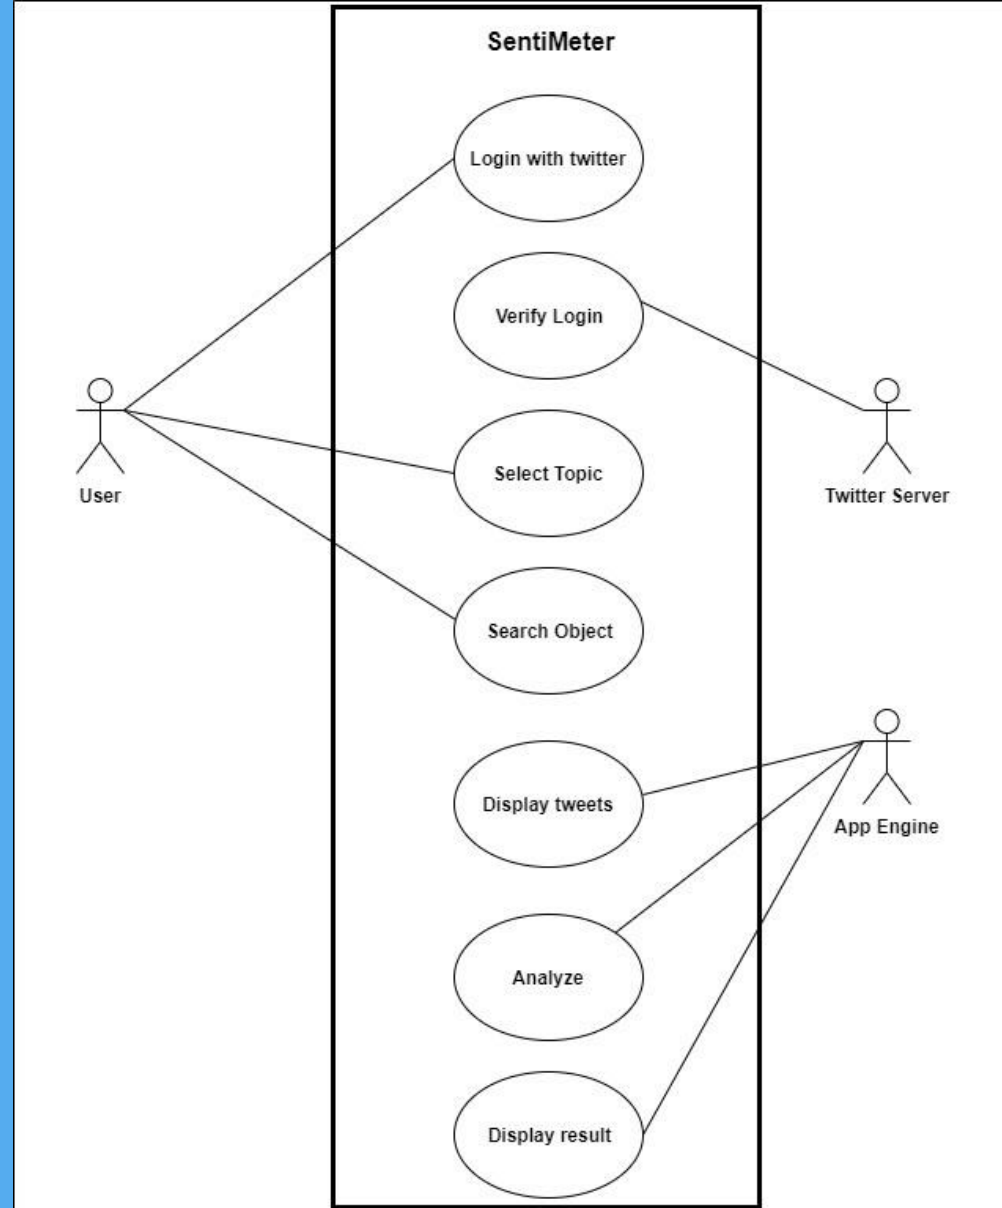 SentiMeter
Login with twitter
Verify Login
User
Twitter Server
Select Topic
Search Object
Display tweets
App Engine
Analyze
Display result